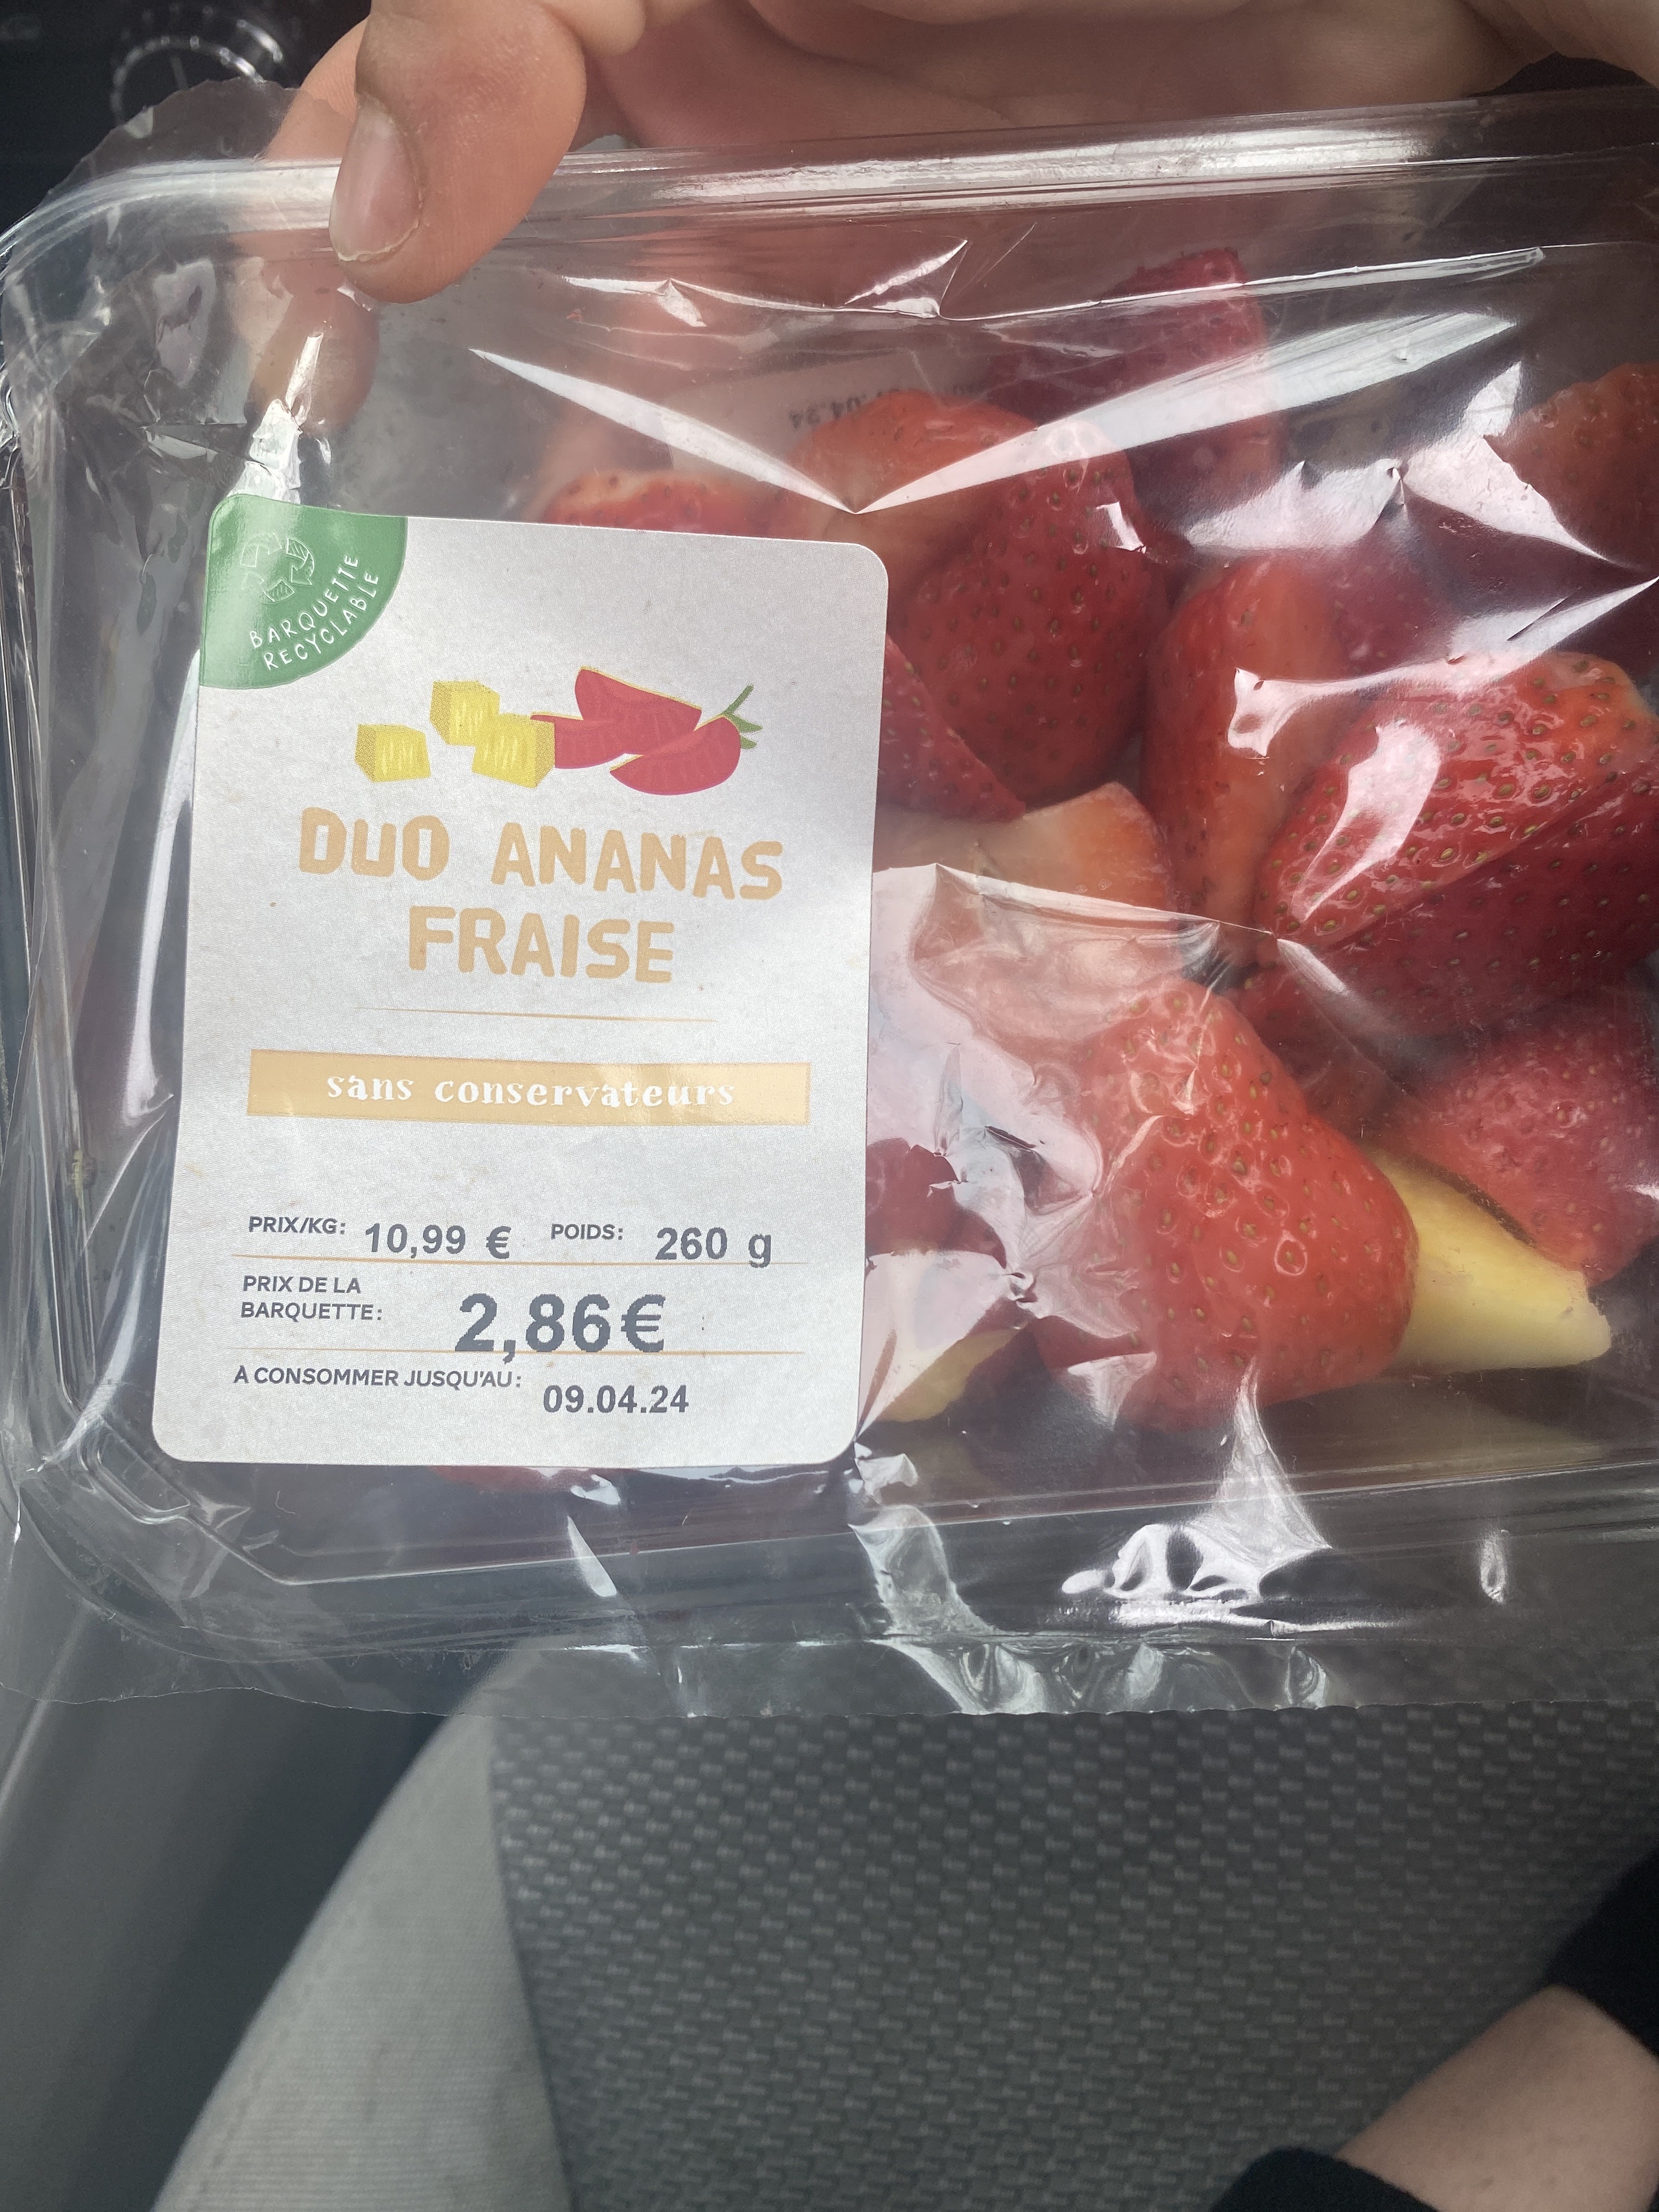 BARQUETTE
RECYCLABLE
DUO ANANAS
FRAISE
sans conservateurs
PRIX/KG: 10,99 € POIDS: 260 g
PRIX DE LA
BARQUETTE: 2,86€
À CONSOMMER JUSQU'AU: 09.04.24